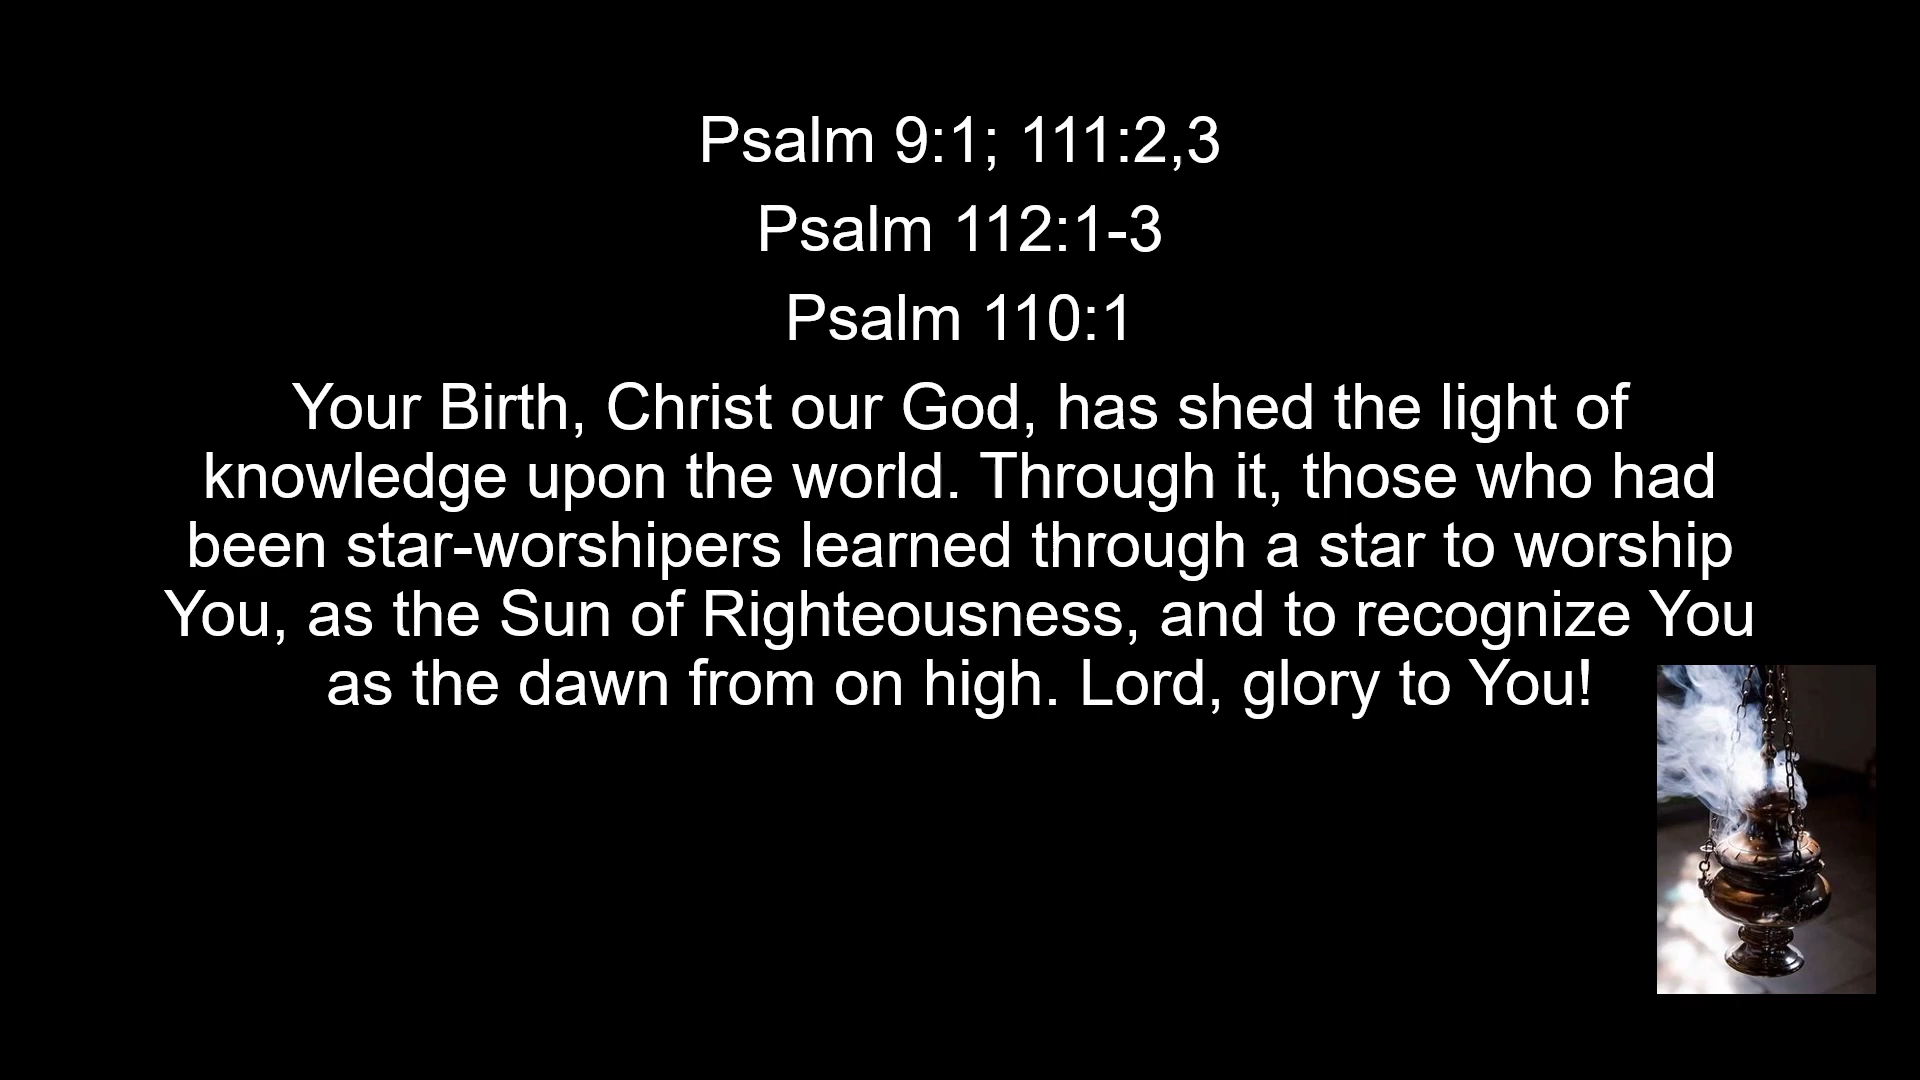 Psalm 9:1; 111:2,3
Psalm 112:1-3
Psalm 110:1
Your Birth, Christ our God, has shed the light of
knowledge upon the world. Through it, those who had
been star-worshipers learned through a star to worship
You, as the Sun of Righteousness, and to recognize You
as the dawn from on high. Lord, glory to You!